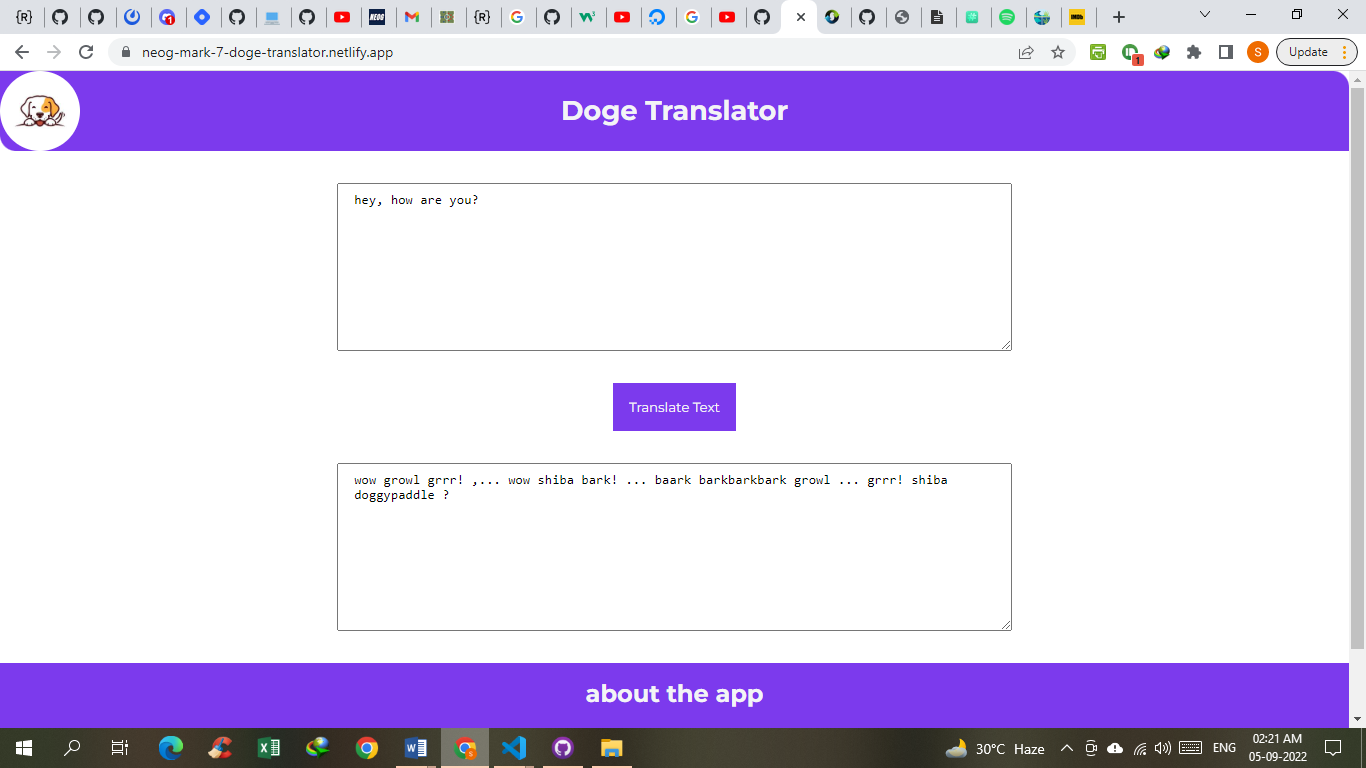 neog-mark-7-doge-translator.netlify.app
1
S
Update
Doge Translator
hey, how are you?
Translate Text
wow growl grrr! ,... wow shiba bark! ... baark barkbarkbark growl ... grrr! shiba
doggypaddle ?
about the app
30°C Haze
ENG
02:21 AM
05-09-2022